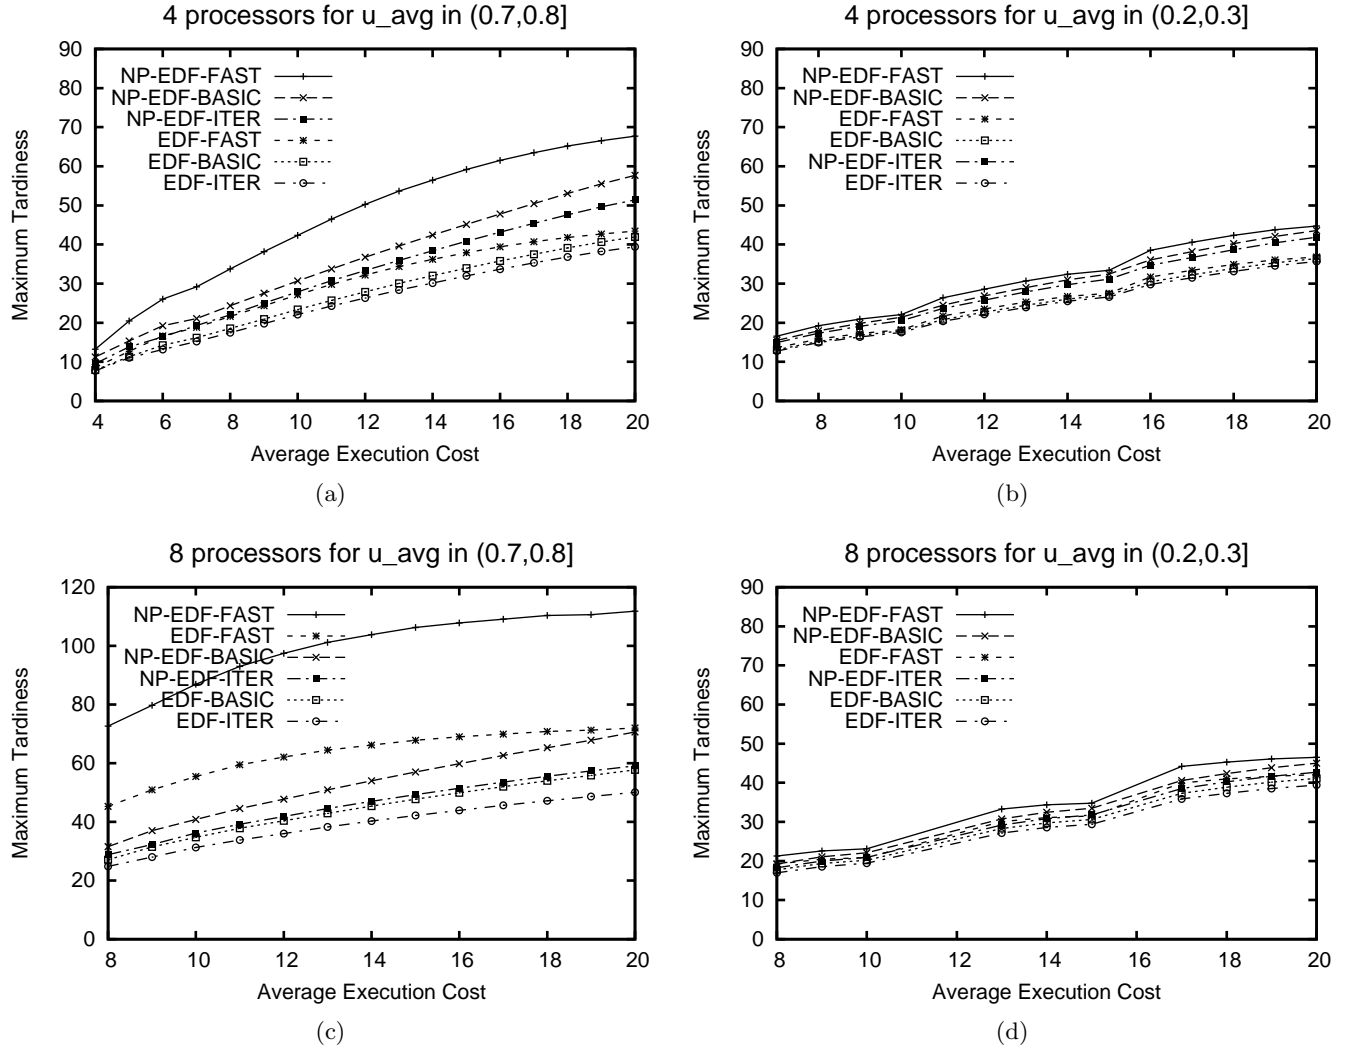 4 processors for u_avg in (0.7,0.8]
Maximum Tardiness
90
80
70
60
50
40
30
20
10
0
NP-EDF-FAST
NP-EDF-BASIC
NP-EDF-ITER
EDF-FAST
EDF-BASIC
EDF-ITER
4 6 8 10 12 14 16 18 20
Average Execution Cost
(a)
4 processors for u_avg in (0.2,0.3]
Maximum Tardiness
90
80
70
60
50
40
30
20
10
0
NP-EDF-FAST
NP-EDF-BASIC
EDF-FAST
EDF-BASIC
NP-EDF-ITER
EDF-ITER
8 10 12 14 16 18 20
Average Execution Cost
(b)
8 processors for u_avg in (0.7,0.8]
Maximum Tardiness
120
100
80
60
40
20
0
NP-EDF-FAST
EDF-FAST
NP-EDF-BASIC
NP-EDF-ITER
EDF-BASIC
EDF-ITER
8 10 12 14 16 18 20
Average Execution Cost
(c)
8 processors for u_avg in (0.2,0.3]
Maximum Tardiness
90
80
70
60
50
40
30
20
10
0
NP-EDF-FAST
NP-EDF-BASIC
EDF-FAST
NP-EDF-ITER
EDF-BASIC
EDF-ITER
8 10 12 14 16 18 20
Average Execution Cost
(d)